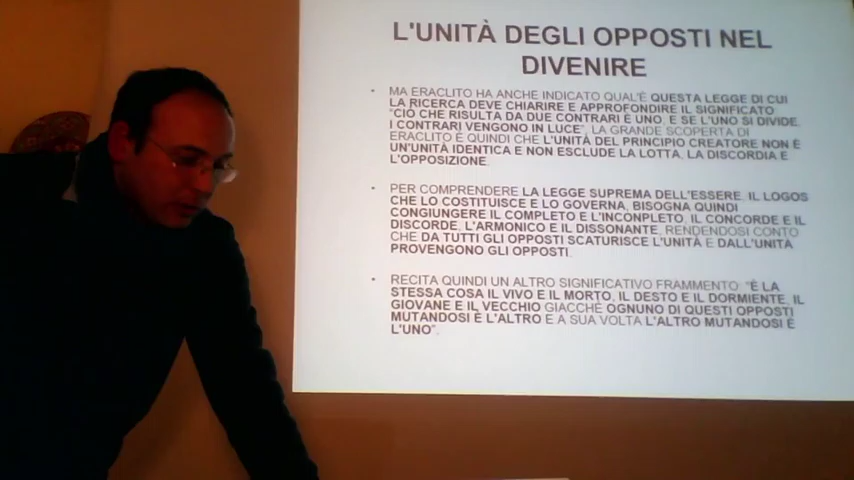 L'UNITÀ DEGLI OPPOSTI NEL
DIVENIRE
• MA ERACLITO HA ANCHE INDICATO QUAL'È QUESTA LEGGE DI CUI
LA RICERCA DEVE CHIARIRE E APPROFONDIRE IL SIGNIFICATO
"CIÒ CHE RISULTA DA DUE CONTRARI È UNO, E SE L'UNO SI DIVIDE,
I CONTRARI VENGONO IN LUCE", LA GRANDE SCOPERTA DI
ERACLITO È QUINDI CHE L'UNITÀ DEL PRINCIPIO CREATORE NON È
UN'UNITÀ IDENTICA E NON ESCLUDE LA LOTTA, LA DISCORDIA E
L'OPPOSIZIONE.
• PER COMPRENDERE LA LEGGE SUPREMA DELL'ESSERE, IL LOGOS
CHE LO COSTITUISCE E LO GOVERNA, BISOGNA QUINDI
CONGIUNGERE IL COMPLETO E L'INCONPLETO, IL CONCORDE E IL
DISCORDE, L'ARMONICO E IL DISSONANTE, RENDENDOSI CONTO
CHE DA TUTTI GLI OPPOSTI SCATURISCE L'UNITÀ E DALL'UNITÀ
PROVENGONO GLI OPPOSTI.
• RECITA QUINDI UN ALTRO SIGNIFICATIVO FRAMMENTO "È LA
STESSA COSA IL VIVO E IL MORTO, IL DESTO E IL DORMIENTE, IL
GIOVANE E IL VECCHIO GIACCHÈ OGNUNO DI QUESTI OPPOSTI
MUTANDOSI È L'ALTRO E A SUA VOLTA L'ALTRO MUTANDOSI È
L'UNO".